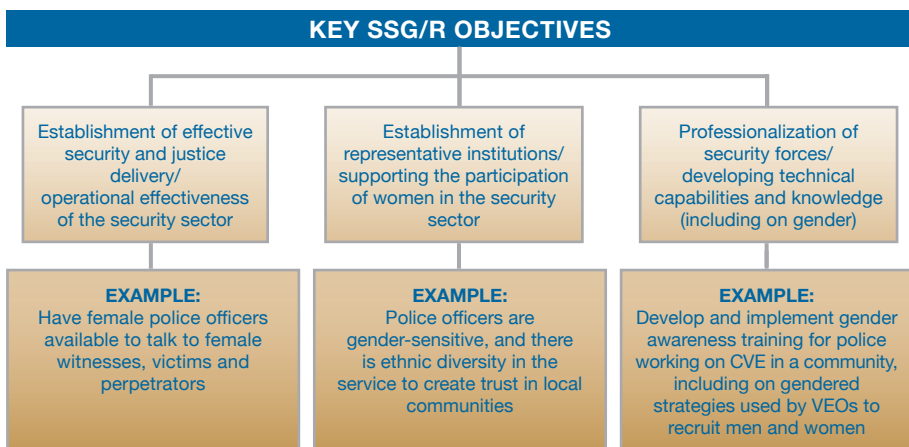 KEY SSG/R OBJECTIVES
Establishment of effective
security and justice
delivery/
operational effectiveness
of the security sector
Establishment of
representative institutions/
supporting the participation
of women in the security
sector
Professionalization of
security forces/
developing technical
capabilities and knowledge
(including on gender)
EXAMPLE:
Have female police officers
available to talk to female
witnesses, victims and
perpetrators
EXAMPLE:
Police officers are
gender-sensitive, and there
is ethnic diversity in the
service to create trust in local
communities
EXAMPLE:
Develop and implement gender
awareness training for police
working on CVE in a community,
including on gendered
strategies used by VEOs to
recruit men and women